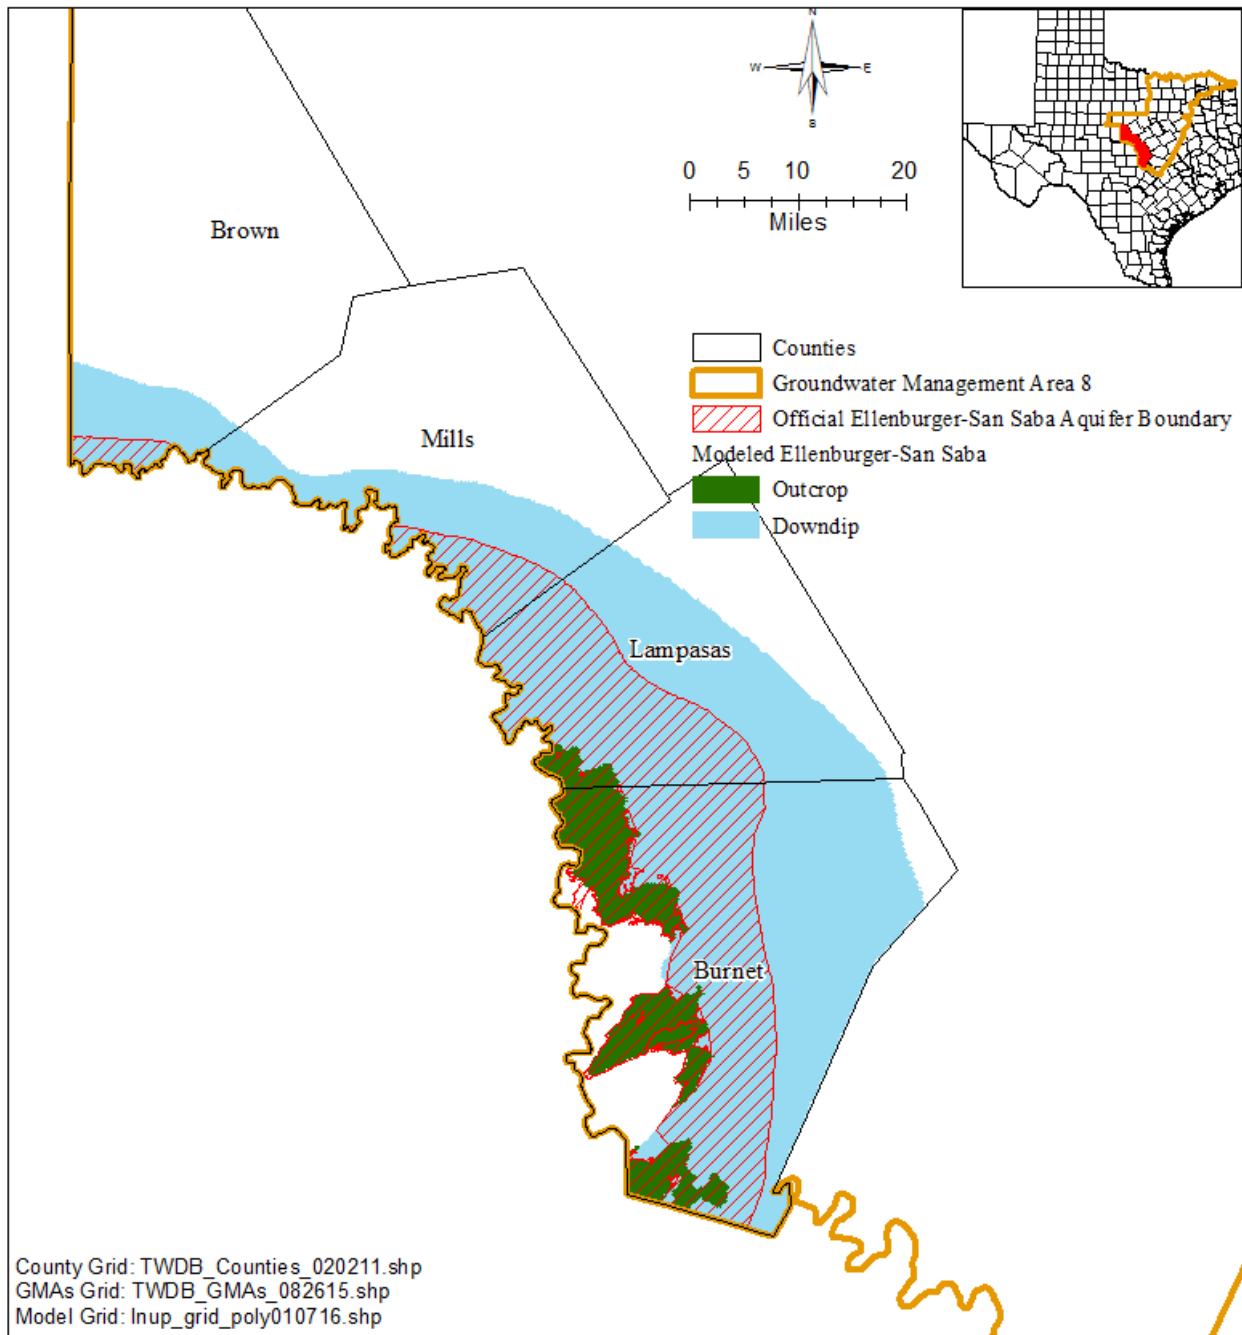 N
W E
S
0 5 10 20
Miles
Brown
Counties
Groundwater Management Area 8
Official Ellenburger-San Saba Aquifer Boundary
Mills
Modeled Ellenburger-San Saba
Outcrop
Downdip
Lampasas
Burnet
County Grid: TWDB_Counties_020211.shp
GMAs Grid: TWDB_GMAs_082615.shp
Model Grid: lnup_grid_poly010716.shp